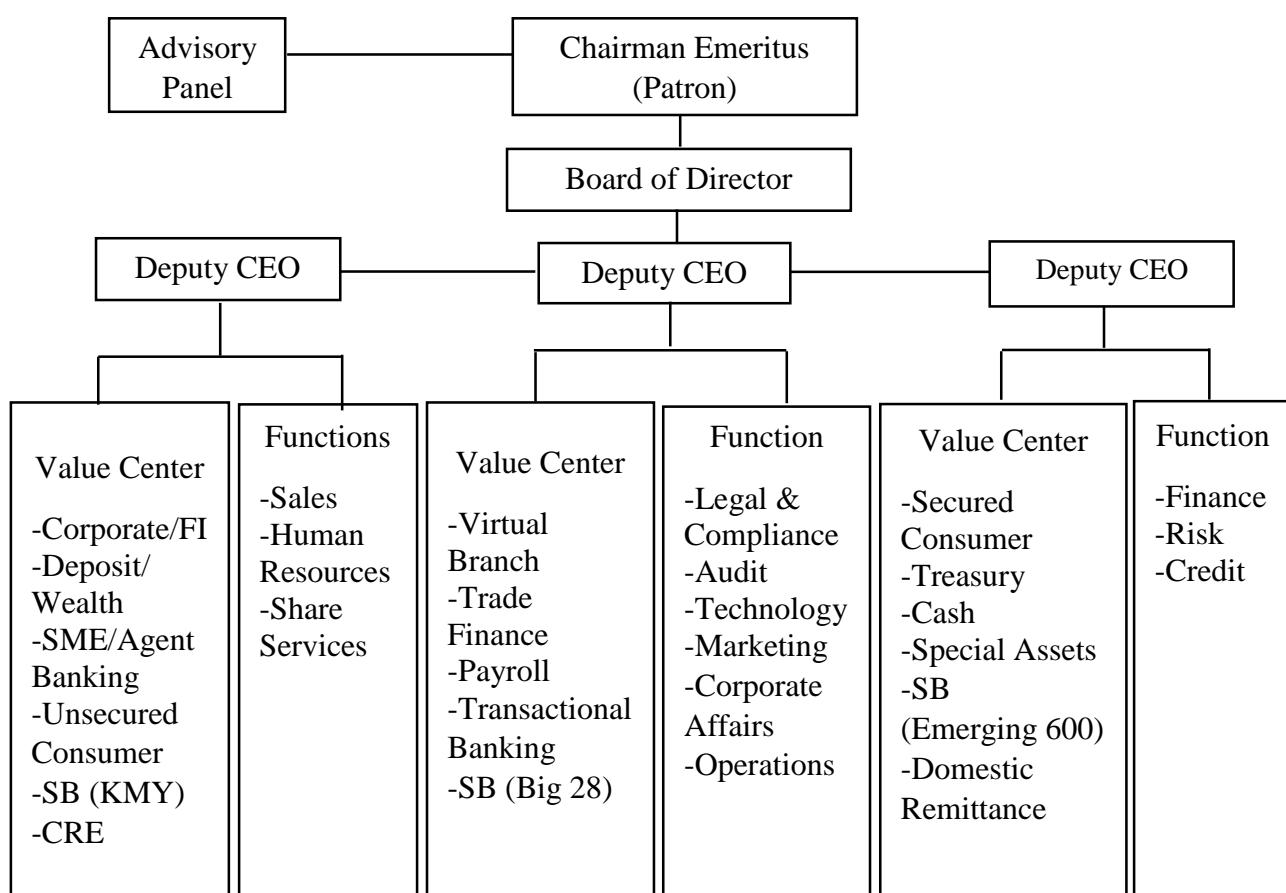 Advisory
Panel
Chairman Emeritus
(Patron)
Board of Director
Deputy CEO
Deputy CEO
Deputy CEO
Value Center
-Corporate/FI
-Deposit/
Wealth
-SME/Agent
Banking
-Unsecured
Consumer
-SB (KMY)
-CRE
Functions
-Sales
-Human
Resources
-Share
Services
Value Center
-Virtual
Branch
-Trade
Finance
-Payroll
-Transactional
Banking
-SB (Big 28)
Function
-Legal &
Compliance
-Audit
-Technology
-Marketing
-Corporate
Affairs
-Operations
Value Center
-Secured
Consumer
-Treasury
-Cash
-Special Assets
-SB
(Emerging 600)
-Domestic
Remittance
Function
-Finance
-Risk
-Credit